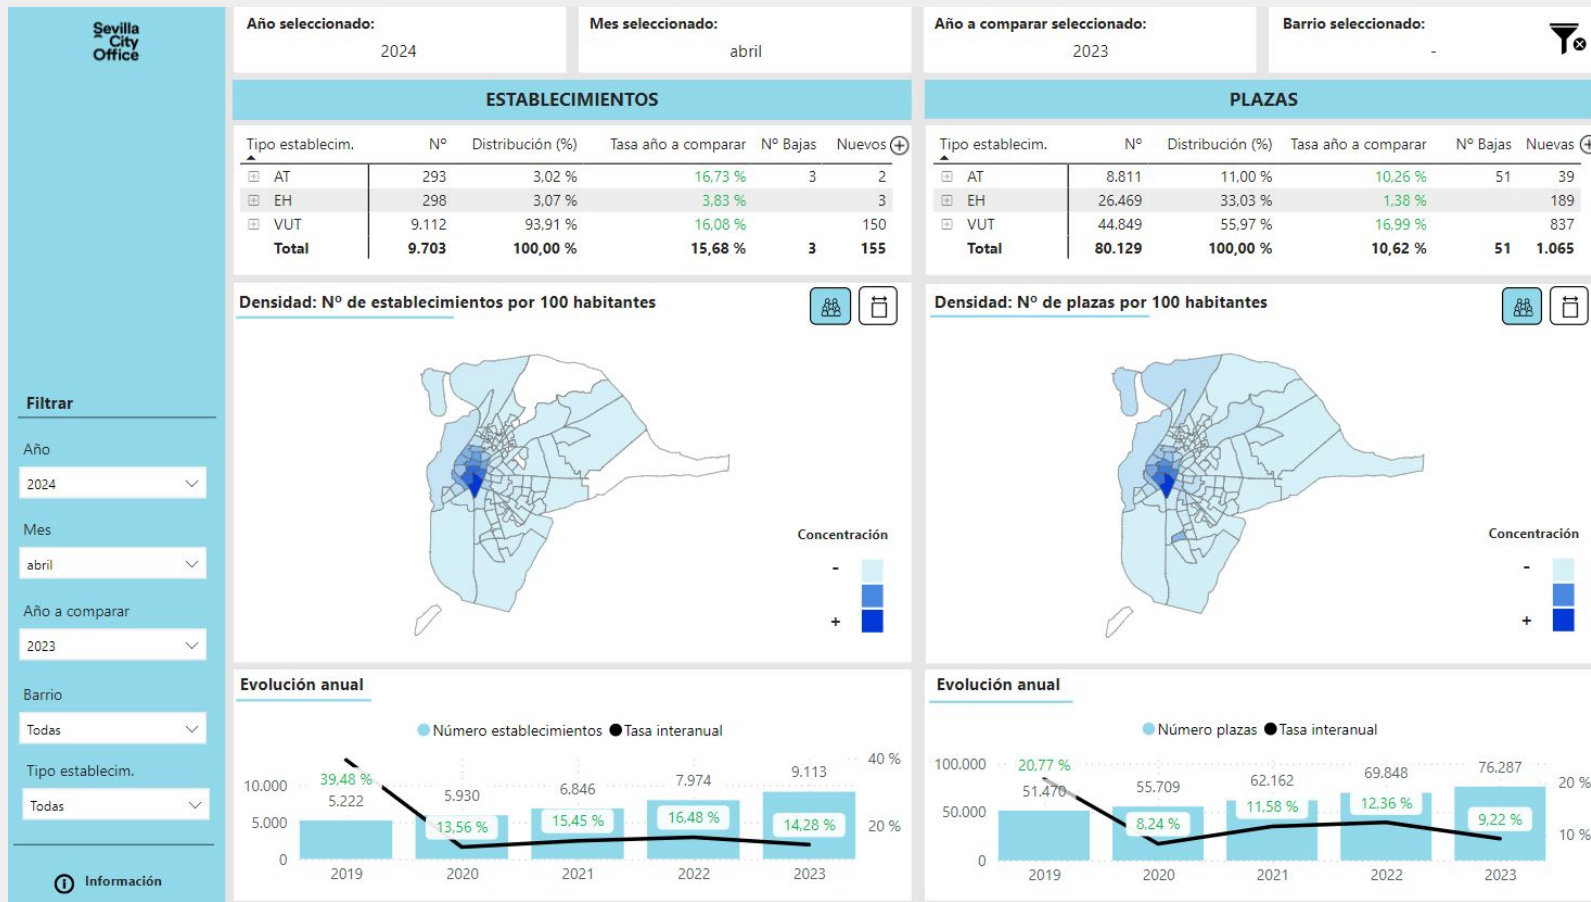 Sevilla
City
Office
Año seleccionado:
2024
Mes seleccionado:
abril
Año a comparar seleccionado:
2023
Barrio seleccionado:
-
ESTABLECIMIENTOS
Tipo establecim. Nº Distribución (%) Tasa año a comparar Nº Bajas Nuevos
AT 293 3,02 % 16,73 % 3 2
EH 298 3,07 % 3,83 % 3
VUT 9.112 93,91 % 16,08 % 150
Total 9.703 100,00 % 15,68 % 3 155
PLAZAS
Tipo establecim. Nº Distribución (%) Tasa año a comparar Nº Bajas Nuevas
AT 8.811 11,00 % 10,26 % 51 39
EH 26.469 33,03 % 1,38 % 189
VUT 44.849 55,97 % 16,99 % 837
Total 80.129 100,00 % 10,62 % 51 1.065
Densidad: Nº de establecimientos por 100 habitantes
Concentración
-
+
Densidad: Nº de plazas por 100 habitantes
Concentración
-
+
Filtrar
Año
2024
Mes
abril
Año a comparar
2023
Barrio
Todas
Tipo establecim.
Todas
Información
Evolución anual
Número establecimientos Tasa interanual
10.000
5.000
0
40 %
20 %
39,48 % 13,56 % 15,45 % 16,48 % 14,28 %
5.222 5.930 6.846 7.974 9.113
2019 2020 2021 2022 2023
Evolución anual
Número plazas Tasa interanual
100.000
50.000
0
20 %
10 %
20,77 % 8,24 % 11,58 % 12,36 % 9,22 %
51.470 55.709 62.162 69.848 76.287
2019 2020 2021 2022 2023